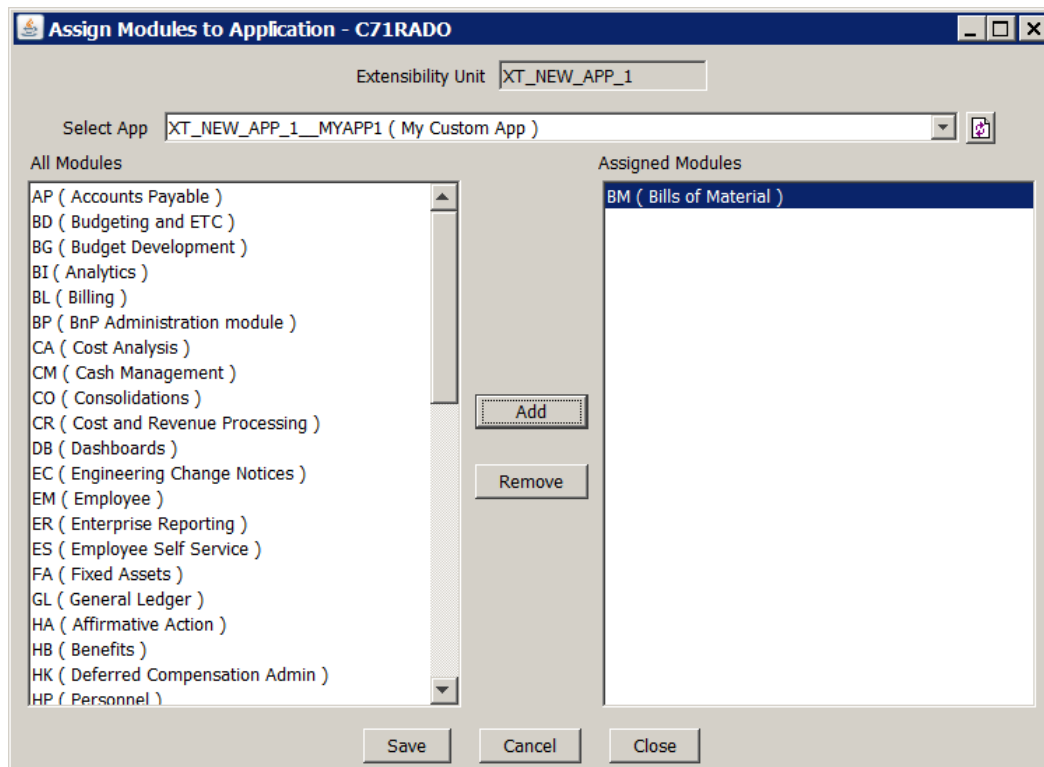 Assign Modules to Application - C71RADO
Extensibility Unit XT_NEW_APP_1
Select App XT_NEW_APP_1__MYAPP1 ( My Custom App )
All Modules
AP ( Accounts Payable )
BD ( Budgeting and ETC )
BG ( Budget Development )
BI ( Analytics )
BL ( Billing )
BP ( BnP Administration module )
CA ( Cost Analysis )
CM ( Cash Management )
CO ( Consolidations )
CR ( Cost and Revenue Processing )
DB ( Dashboards )
EC ( Engineering Change Notices )
EM ( Employee )
ER ( Enterprise Reporting )
ES ( Employee Self Service )
FA ( Fixed Assets )
GL ( General Ledger )
HA ( Affirmative Action )
HB ( Benefits )
HK ( Deferred Compensation Admin )
HP ( Personnel )
Add
Remove
Assigned Modules
BM ( Bills of Material )
Save Cancel Close